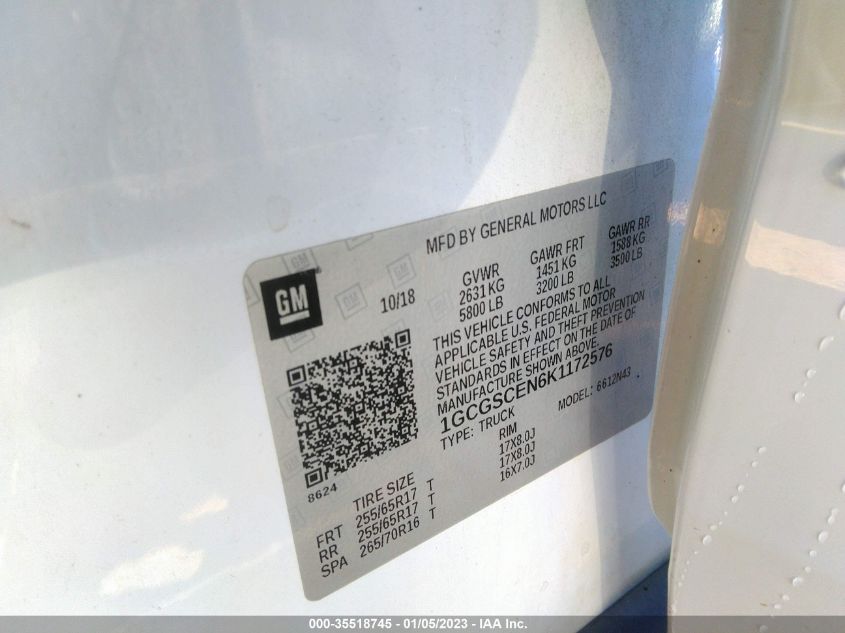 MFD BY GENERAL MOTORS LLC
GM
10/18
GVWR GAWR FRT GAWR RR
2631 KG 1451 KG 1588 KG
5800 LB 3200 LB 3500 LB
THIS VEHICLE CONFORMS TO ALL
APPLICABLE U.S. FEDERAL MOTOR
VEHICLE SAFETY AND THEFT PREVENTION
STANDARDS IN EFFECT ON THE DATE OF
MANUFACTURE SHOWN ABOVE.
1GCGSCEN6K1172576
TYPE: TRUCK MODEL: 6612N43
8624
TIRE SIZE RIM
FRT 255/65R17 T 17X8.0J
RR 255/65R17 T 17X8.0J
SPA 265/70R16 T 16X7.0J
000-35518745 - 01/05/2023 - IAA Inc.